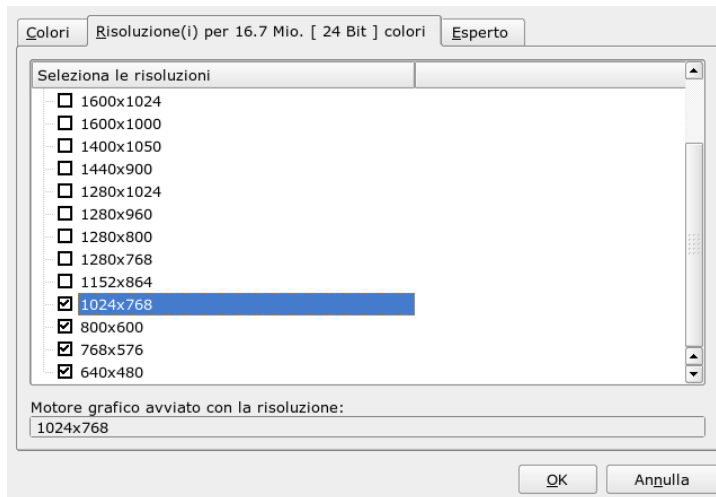 Colori Risoluzione(i) per 16.7 Mio. [ 24 Bit ] colori Esperto
Seleziona le risoluzioni
1600x1024
1600x1000
1400x1050
1440x900
1280x1024
1280x960
1280x800
1280x768
1152x864
1024x768
800x600
768x576
640x480
Motore grafico avviato con la risoluzione:
1024x768
OK Annulla